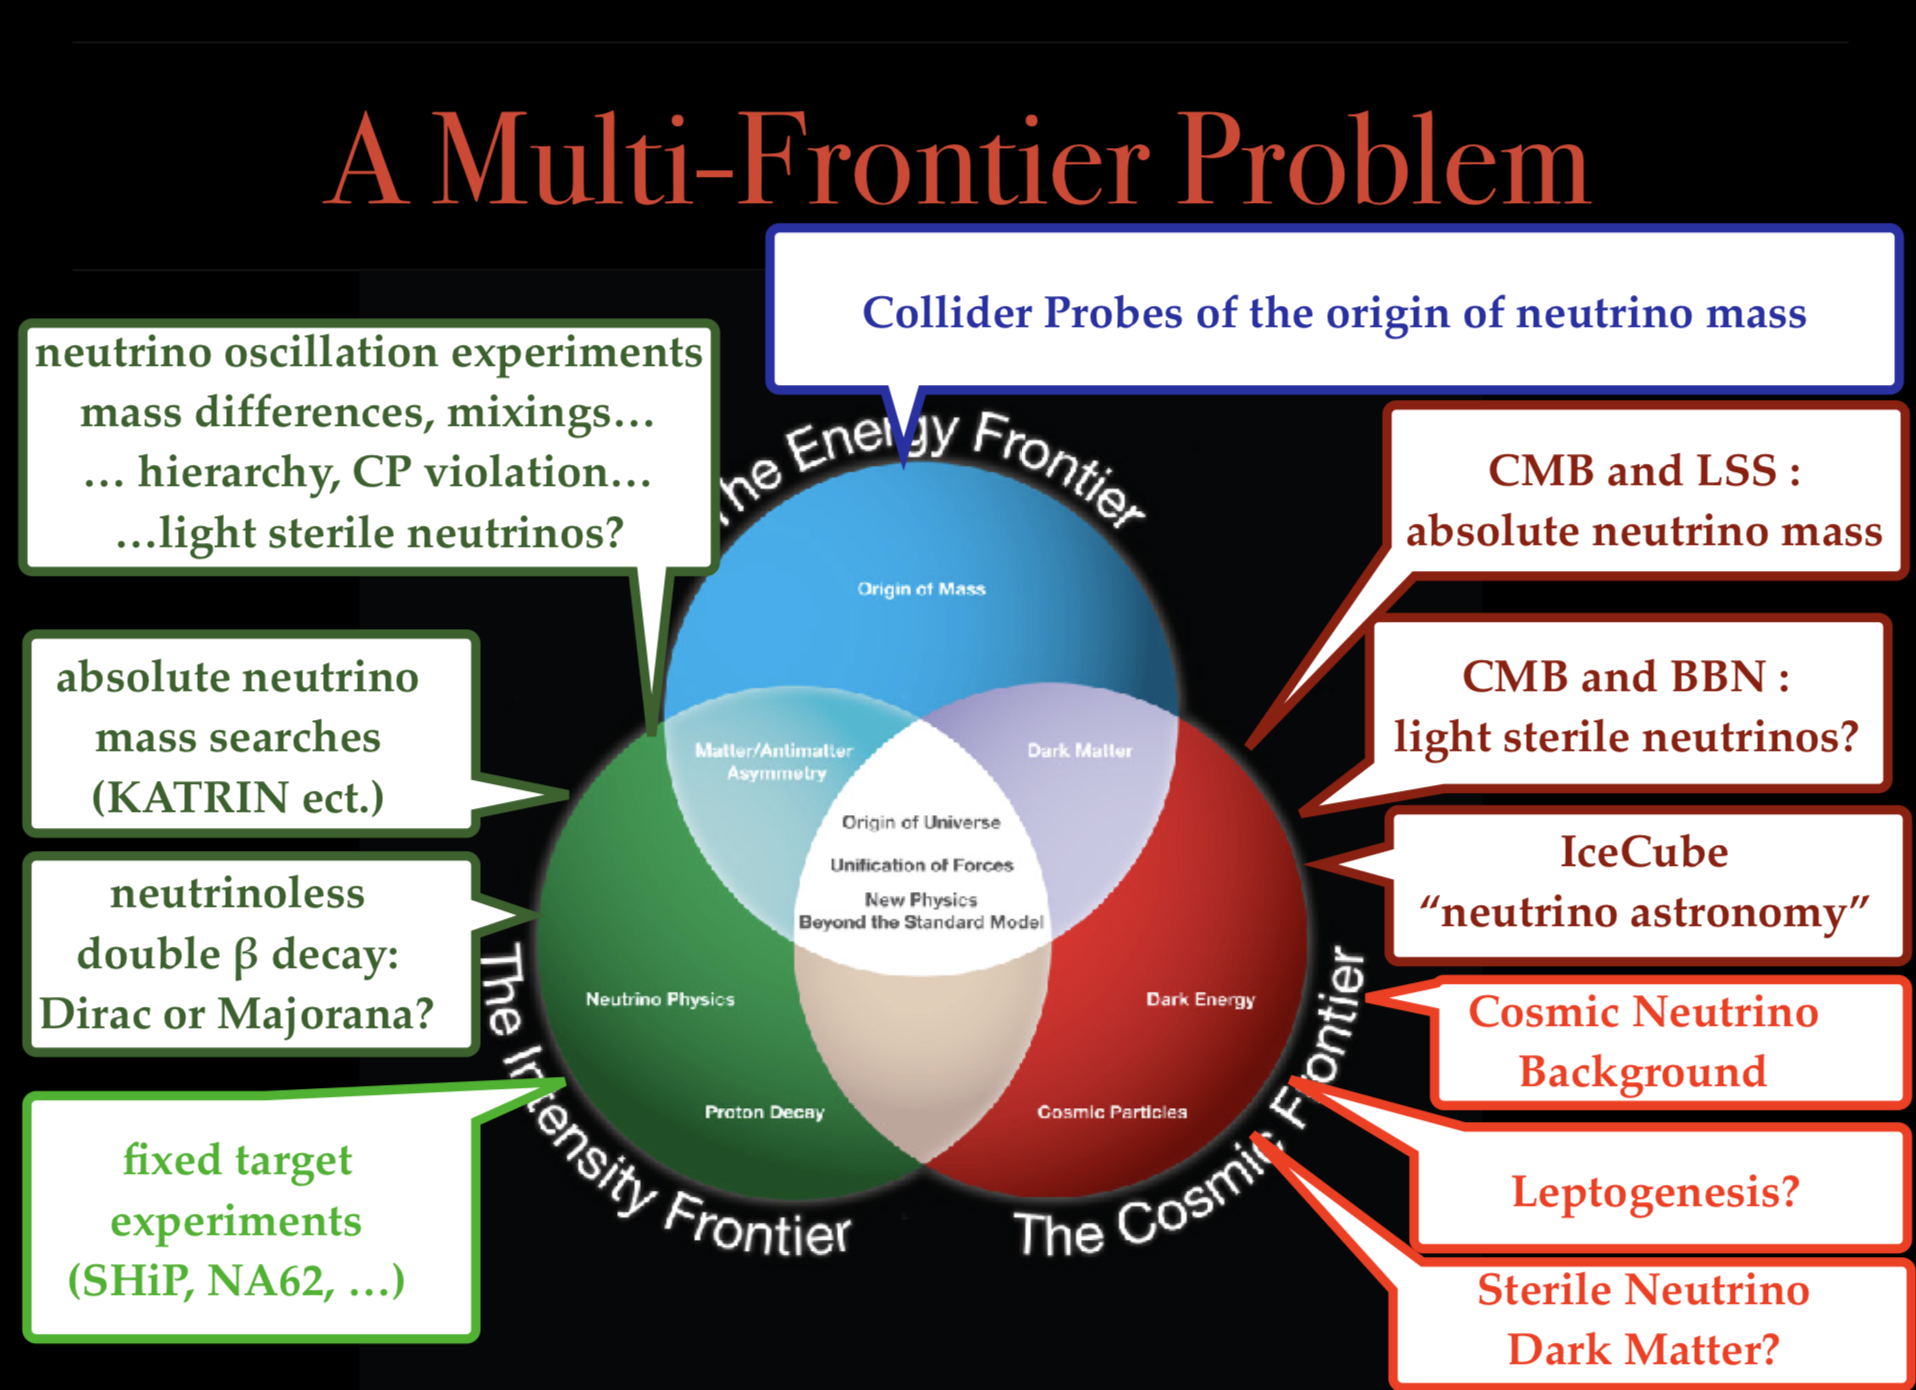 A Multi-Frontier Problem
Collider Probes of the origin of neutrino mass
neutrino oscillation experiments
mass differences, mixings…
… hierarchy, CP violation…
…light sterile neutrinos?
absolute neutrino
mass searches
(KATRIN ect.)
neutrinoless
double β decay:
Dirac or Majorana?
fixed target
experiments
(SHiP, NA62, …)
The Energy Frontier
Origin of Mass
Matter/Antimatter
Asymmetry
Dark Matter
Origin of Universe
Unification of Forces
New Physics
Beyond the Standard Model
Neutrino Physics
Proton Decay
Dark Energy
Cosmic Particles
The Intensity Frontier
The Cosmic Frontier
CMB and LSS :
absolute neutrino mass
CMB and BBN :
light sterile neutrinos?
IceCube
“neutrino astronomy”
Cosmic Neutrino
Background
Leptogenesis?
Sterile Neutrino
Dark Matter?